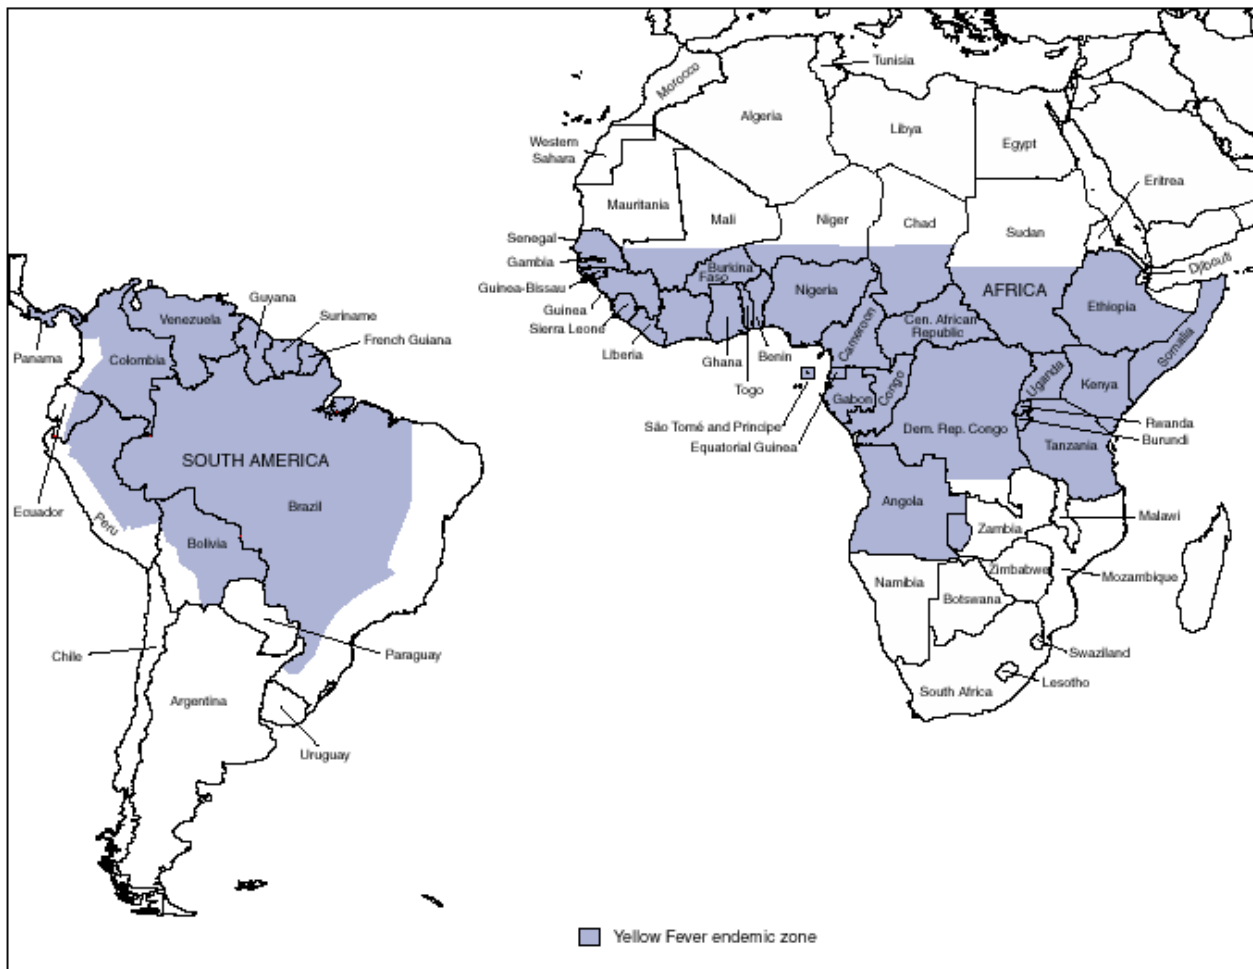 Tunisia
Morocco
Algeria
Libya
Egypt
Western
Sahara
Eritrea
Mauritania
Mali
Niger
Chad
Sudan
Senegal
Gambia
Guinea-Bissau
Guinea
Sierra Leone
Liberia
Burkina
Faso
Nigeria
AFRICA
Ethiopia
Djibouti
Ghana
Togo
Benin
Cameroon
Cen. African
Republic
Somalia
Uganda
Kenya
Gabon
Congo
São Tomé and Principe
Equatorial Guinea
Dem. Rep. Congo
Rwanda
Burundi
Tanzania
Angola
Zambia
Malawi
Zimbabwe
Mozambique
Namibia
Botswana
Swaziland
Lesotho
South Africa
Panama
Venezuela
Colombia
Guyana
Suriname
French Guiana
SOUTH AMERICA
Ecuador
Peru
Brazil
Bolivia
Chile
Paraguay
Argentina
Uruguay
Yellow Fever endemic zone